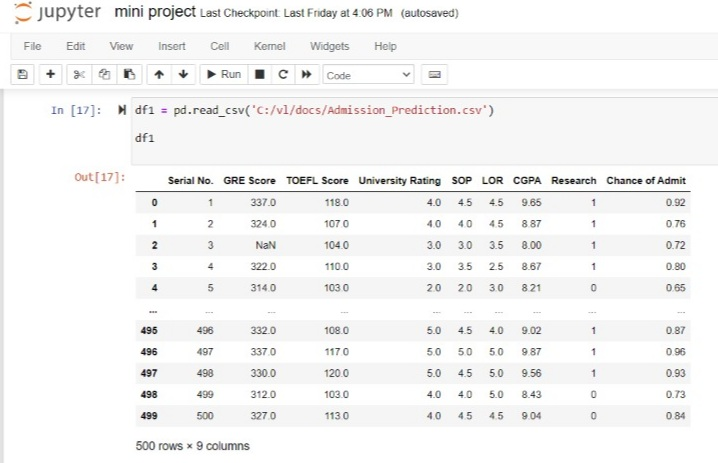 jupyter mini project Last Checkpoint: Last Friday at 4:06 PM (autosaved)
File Edit View Insert Cell Kernel Widgets Help
Run Code
In [17]: df1 = pd.read_csv('C:/vl/docs/Admission_Prediction.csv')
df1
Out[17]:
Serial No. GRE Score TOEFL Score University Rating SOP LOR CGPA Research Chance of Admit
0 1 337.0 118.0 4.0 4.5 4.5 9.65 1 0.92
1 2 324.0 107.0 4.0 4.0 4.5 8.87 1 0.76
2 3 NaN 104.0 3.0 3.0 3.5 8.00 1 0.72
3 4 322.0 110.0 3.0 3.5 2.5 8.67 1 0.80
4 5 314.0 103.0 2.0 2.0 3.0 8.21 0 0.65
... ... ... ... ... ... ... ... ... ...
495 496 332.0 108.0 5.0 4.5 4.0 9.02 1 0.87
496 497 337.0 117.0 5.0 5.0 5.0 9.87 1 0.96
497 498 330.0 120.0 5.0 4.5 5.0 9.56 1 0.93
498 499 312.0 103.0 4.0 4.0 5.0 8.43 0 0.73
499 500 327.0 113.0 4.0 4.5 4.5 9.04 0 0.84
500 rows × 9 columns